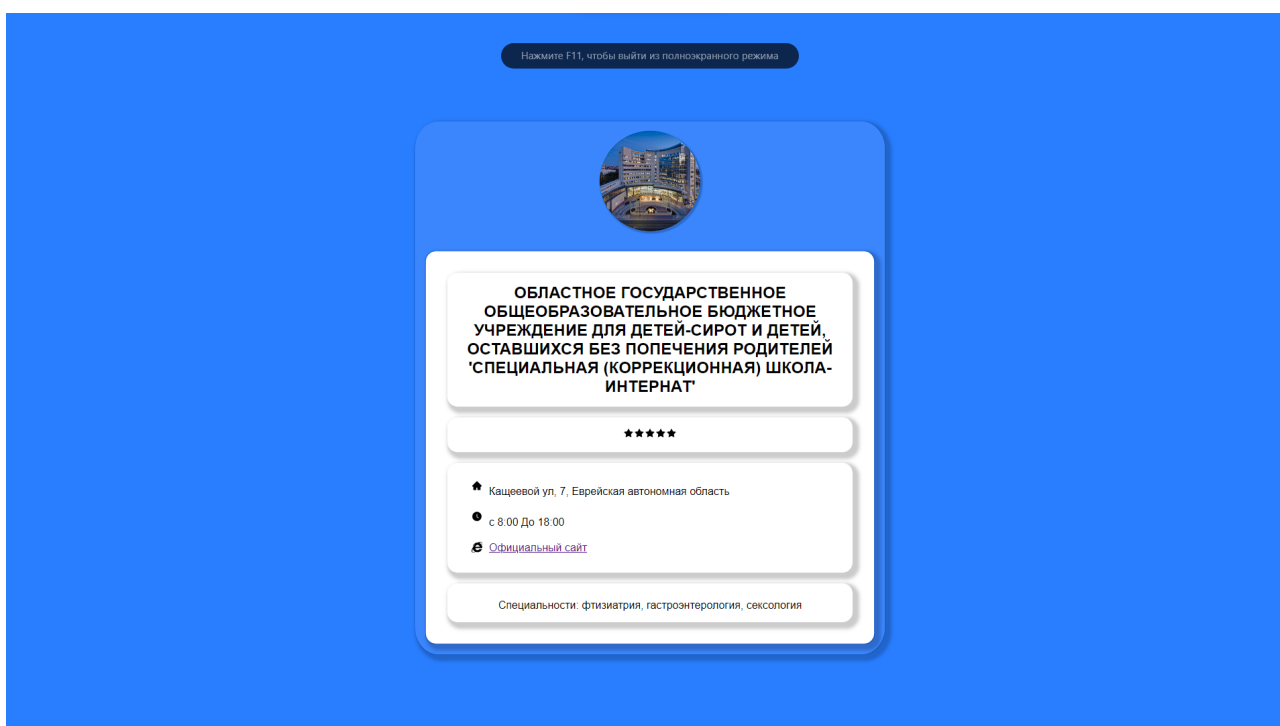 Нажмите F11, чтобы выйти из полноэкранного режима
ОБЛАСТНОЕ ГОСУДАРСТВЕННОЕ
ОБЩЕОБРАЗОВАТЕЛЬНОЕ БЮДЖЕТНОЕ
УЧРЕЖДЕНИЕ ДЛЯ ДЕТЕЙ-СИРОТ И ДЕТЕЙ,
ОСТАВШИХСЯ БЕЗ ПОПЕЧЕНИЯ РОДИТЕЛЕЙ
'СПЕЦИАЛЬНАЯ (КОРРЕКЦИОННАЯ) ШКОЛА-
ИНТЕРНАТ'
Кащеевой ул, 7, Еврейская автономная область
с 8:00 До 18:00
Официальный сайт
Специальности: фтизиатрия, гастроэнтерология, сексология